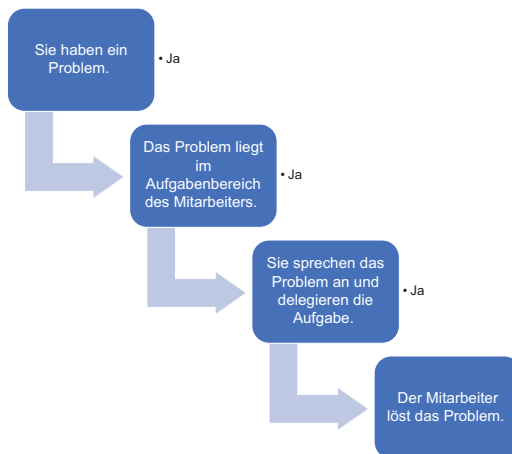 Sie haben ein
Problem.
• Ja
Das Problem liegt
im
Aufgabenbereich
des Mitarbeiters.
• Ja
Sie sprechen das
Problem an und
delegieren die
Aufgabe.
• Ja
Der Mitarbeiter
löst das Problem.